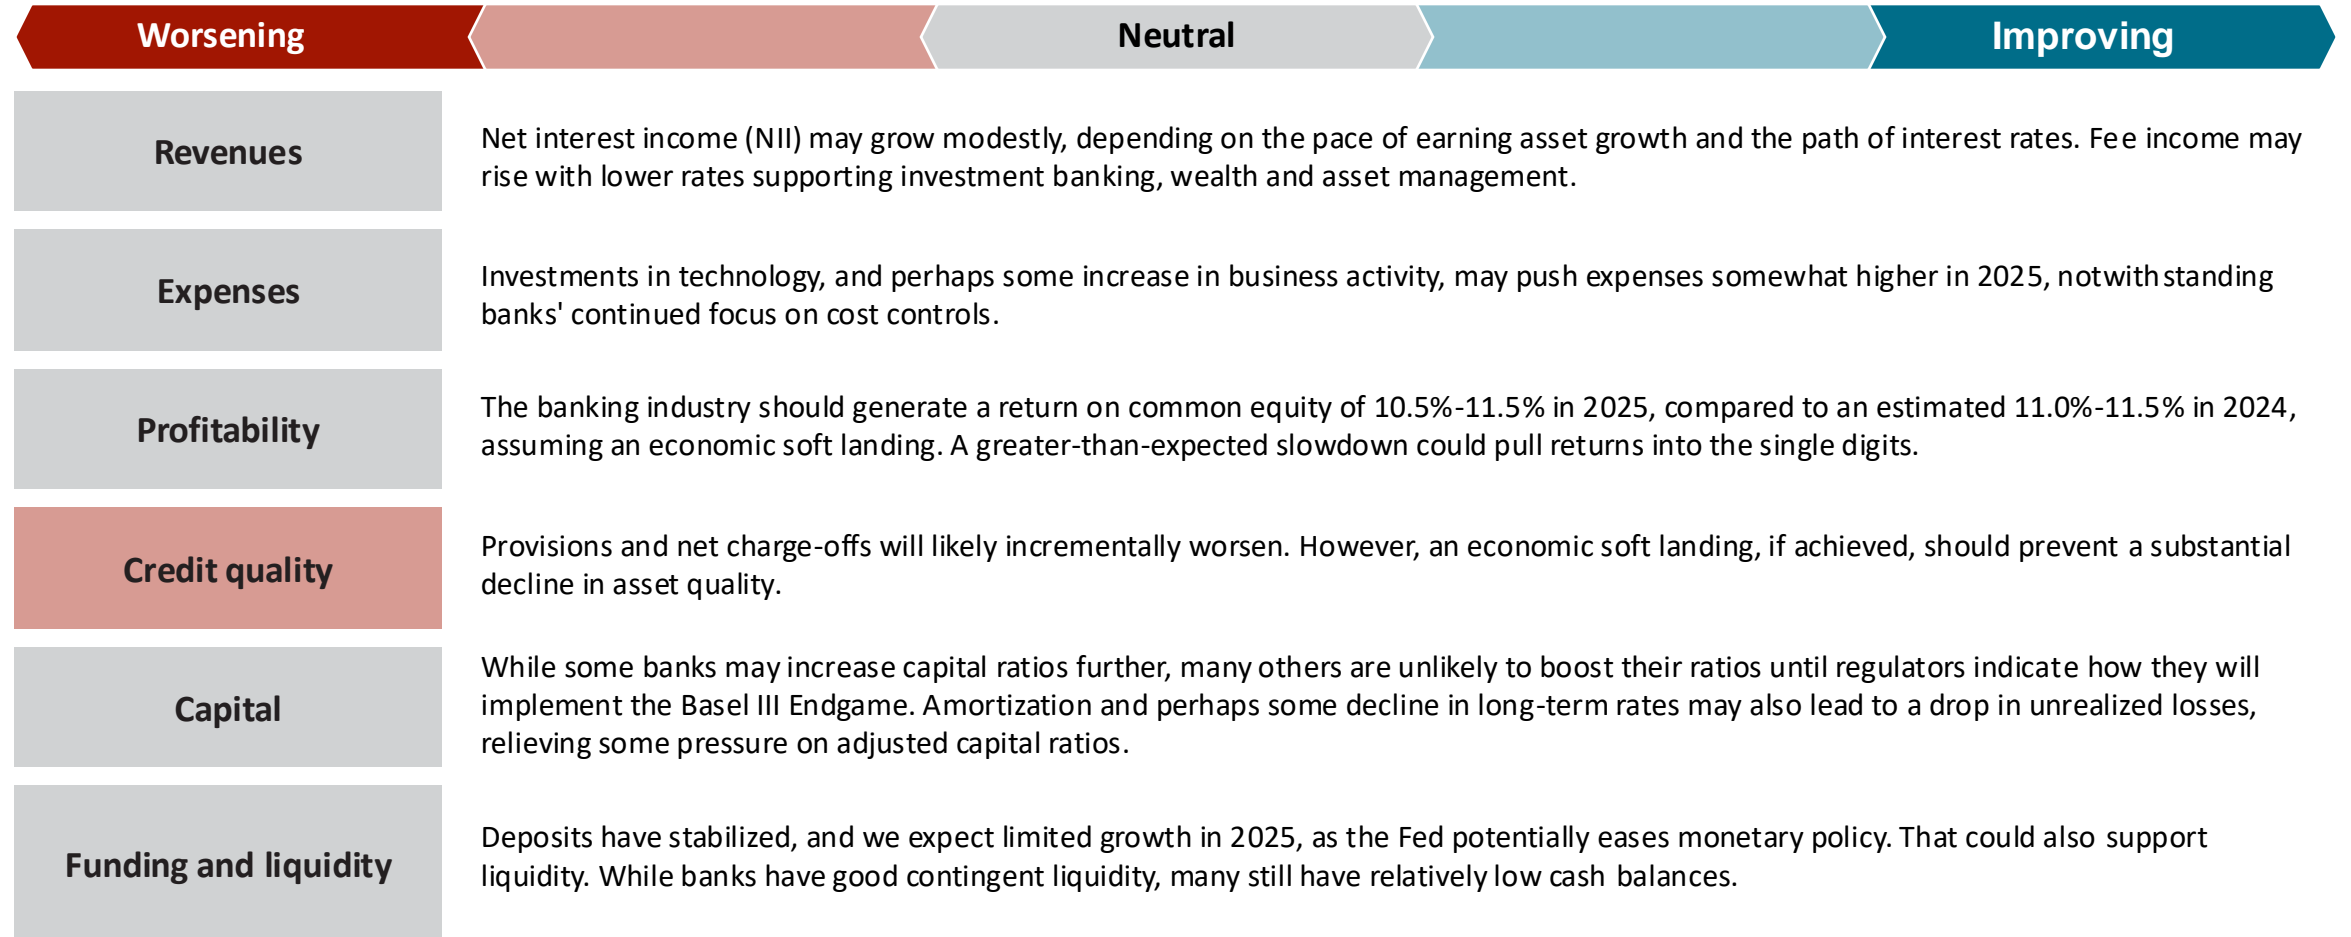 Worsening
Neutral
Improving
Revenues
Net interest income (NII) may grow modestly, depending on the pace of earning asset growth and the path of interest rates. Fee income may
rise with lower rates supporting investment banking, wealth and asset management.
Expenses
Investments in technology, and perhaps some increase in business activity, may push expenses somewhat higher in 2025, notwithstanding
banks' continued focus on cost controls.
Profitability
The banking industry should generate a return on common equity of 10.5%-11.5% in 2025, compared to an estimated 11.0%-11.5% in 2024,
assuming an economic soft landing. A greater-than-expected slowdown could pull returns into the single digits.
Credit quality
Provisions and net charge-offs will likely incrementally worsen. However, an economic soft landing, if achieved, should prevent a substantial
decline in asset quality.
Capital
While some banks may increase capital ratios further, many others are unlikely to boost their ratios until regulators indicate how they will
implement the Basel III Endgame. Amortization and perhaps some decline in long-term rates may also lead to a drop in unrealized losses,
relieving some pressure on adjusted capital ratios.
Funding and liquidity
Deposits have stabilized, and we expect limited growth in 2025, as the Fed potentially eases monetary policy. That could also support
liquidity. While banks have good contingent liquidity, many still have relatively low cash balances.